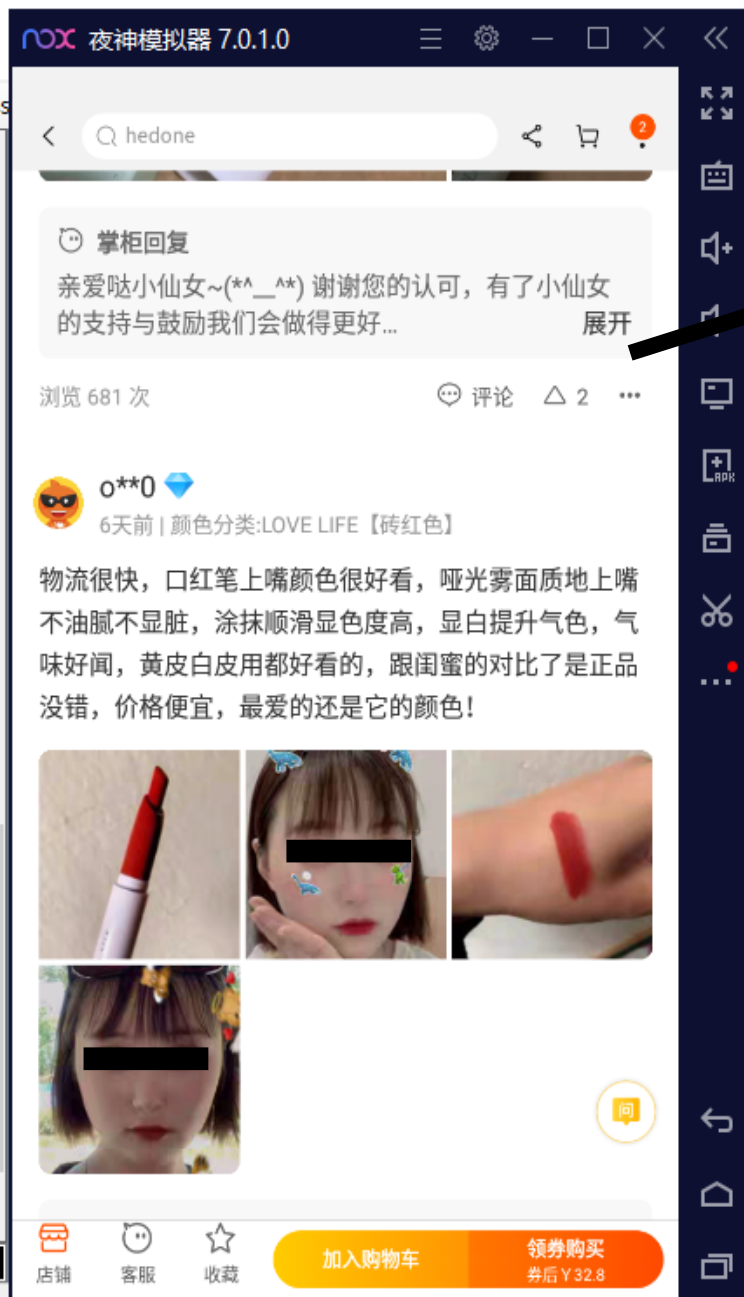 nox 夜神模拟器 7.0.1.0
hedone
2
掌柜回复
亲爱哒小仙女~(*^__^*) 谢谢您的认可，有了小仙女
的支持与鼓励我们会做得更好... 展开
浏览 681 次 评论 2
o**0
6天前 | 颜色分类:LOVE LIFE【砖红色】
物流很快，口红笔上嘴颜色很好看，哑光雾面质地上嘴
不油腻不显脏，涂抹顺滑显色度高，显白提升气色，气
味好闻，黄皮白皮用都好看的，跟闺蜜的对比了是正品
没错，价格便宜，最爱的还是它的颜色！
问
店铺 客服 收藏 加入购物车 领券购买
券后￥32.8
APK
s